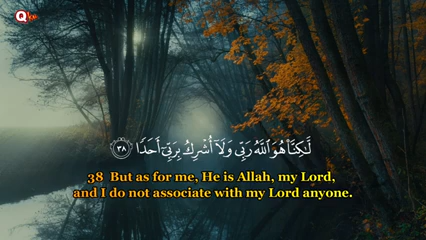 Q
لَّـٰكِنَّا۠ هُوَ ٱللَّهُ رَبِّى وَلَآ أُشْرِكُ بِرَبِّىٓ أَحَدًا ۝٣٨
38 But as for me, He is Allah, my Lord,
and I do not associate with my Lord anyone.